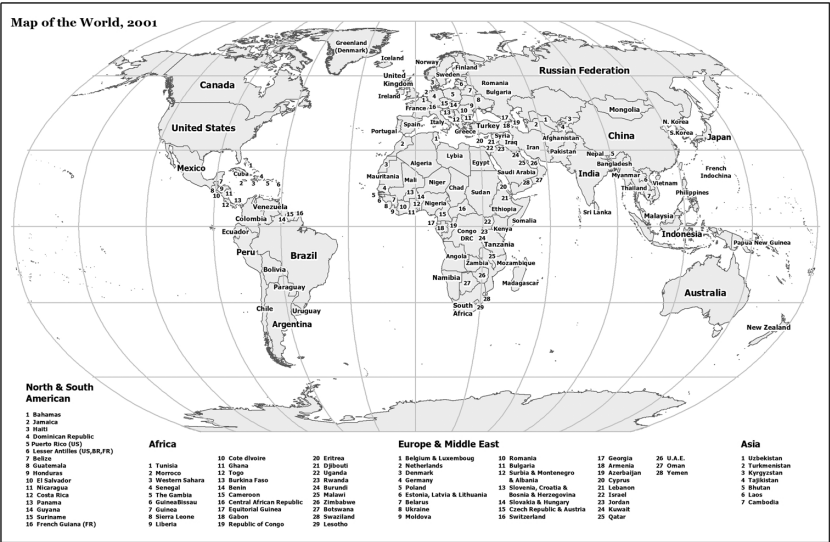 Map of the World, 2001
Greenland
(Denmark)
Iceland
Norway
Finland
Sweden
Russian Federation
Canada
United
Kingdom
Ireland
Romania
Bulgaria
France
Mongolia
United States
Spain
Italy
Portugal
Greece
Turkey
Syria
Iraq
Iran
Afghanistan
Pakistan
China
N. Korea
S.Korea
Japan
Mexico
Cuba
Algeria
Lybia
Egypt
Saudi Arabia
Nepal
Bangladesh
India
Myanmar
Vietnam
Thailand
French
Indochina
Philippines
Mauritania
Mali
Niger
Chad
Sudan
Nigeria
Ethiopia
Somalia
Sri Lanka
Malaysia
Indonesia
Papua New Guinea
Venezuela
Colombia
Ecuador
Peru
Brazil
Bolivia
Paraguay
Chile
Uruguay
Argentina
Congo
DRC
Kenya
Tanzania
Angola
Zambia
Mozambique
Namibia
Madagascar
South
Africa
Australia
New Zealand
North & South
American
1 Bahamas
2 Jamaica
3 Haiti
4 Dominican Republic
5 Puerto Rico (US)
6 Lesser Antilles (US,BR,FR)
7 Belize
8 Guatemala
9 Honduras
10 El Salvador
11 Nicaragua
12 Costa Rica
13 Panama
14 Guyana
15 Suriname
16 French Guiana (FR)
Africa
1 Tunisia
2 Morroco
3 Western Sahara
4 Senegal
5 The Gambia
6 GuineaBissau
7 Guinea
8 Sierra Leone
9 Liberia
10 Cote divoire
11 Ghana
12 Togo
13 Burkina Faso
14 Benin
15 Cameroon
16 Central African Republic
17 Equitorial Guinea
18 Gabon
19 Republic of Congo
20 Eritrea
21 Djibouti
22 Uganda
23 Rwanda
24 Burundi
25 Malawi
26 Zimbabwe
27 Botswana
28 Swaziland
29 Lesotho
Europe & Middle East
1 Belgium & Luxemboug
2 Netherlands
3 Denmark
4 Germany
5 Poland
6 Estonia, Latvia & Lithuania
7 Belarus
8 Ukraine
9 Moldova
10 Romania
11 Bulgaria
12 Surbia & Montenegro
& Albania
13 Slovenia, Croatia &
Bosnia & Herzegovina
14 Slovakia & Hungary
15 Czech Republic & Austria
16 Switzerland
17 Georgia
18 Armenia
19 Azerbaijan
20 Cyprus
21 Lebanon
22 Israel
23 Jordan
24 Kuwait
25 Qatar
26 U.A.E.
27 Oman
28 Yemen
Asia
1 Uzbekistan
2 Turkmenistan
3 Kyrgyzstan
4 Tajikistan
5 Bhutan
6 Laos
7 Cambodia